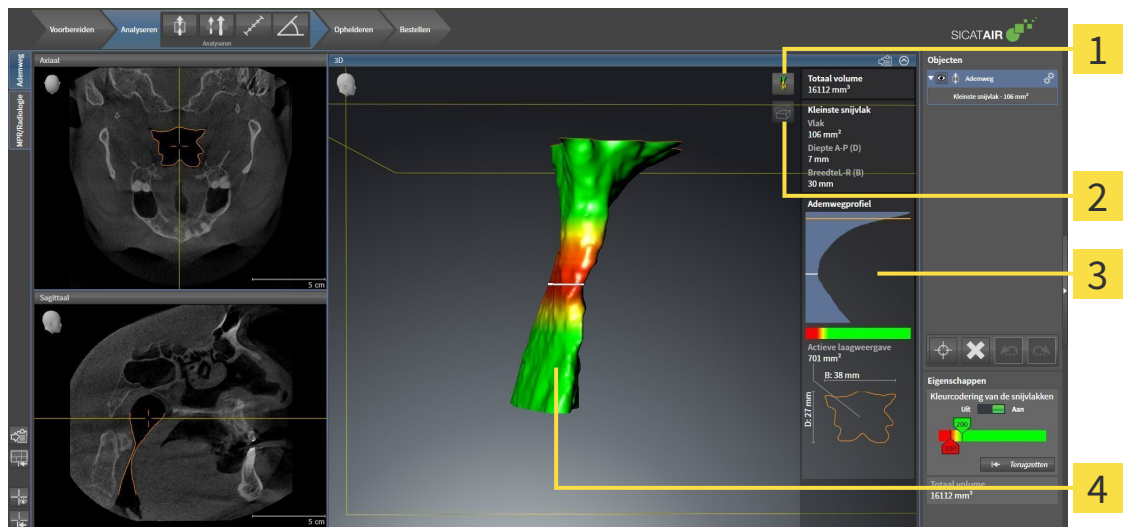 Voorbereiden
Analyseren
Analyseren
Ophelderen
Bestellen
SICATAIR
Ademweg
MPR/Radiologie
Axiaal
5 cm
Sagittaal
5 cm
3D
Totaal volume
16112 mm³
Kleinste snijvlak
Vlak
106 mm²
Diepte A-P (D)
7 mm
BreedteL-R (B)
30 mm
Ademwegprofiel
Actieve laagweergave
701 mm²
B: 38 mm
D: 27 mm
Objecten
Ademweg
Kleinste snijvlak - 106 mm²
Eigenschappen
Kleurcodering van de snijvlakken
Uit
Aan
200
100
Terugzetten
Totaal volume
16112 mm³
1
2
3
4